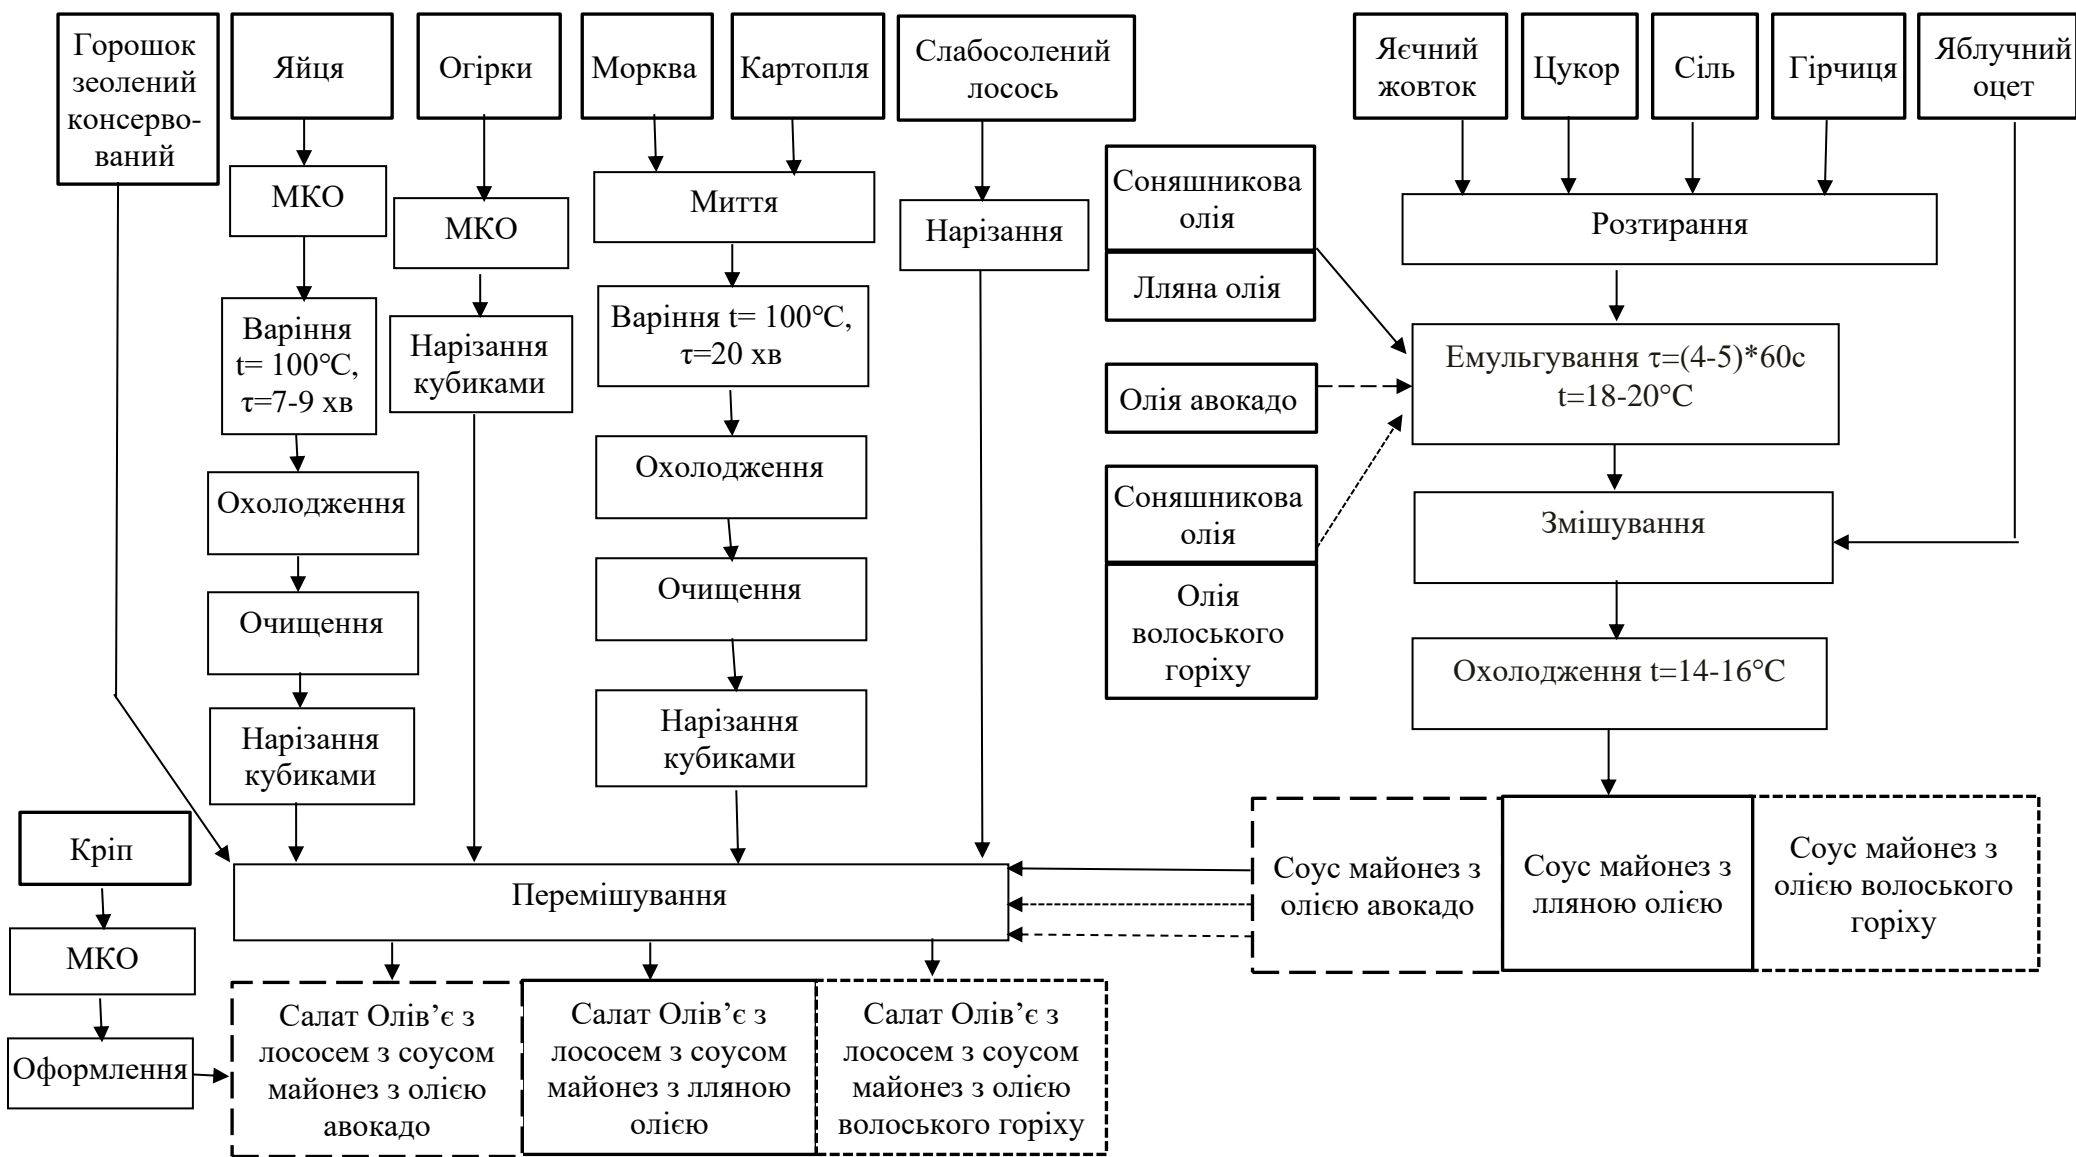 Горошок
зеолений
консерво-
ваний
Яйця
Огірки
Морква
Картопля
Слабосолений
лосось
Яєчний
жовток
Цукор
Сіль
Гірчиця
Яблучний
оцет
МКО
МКО
Миття
Нарізання
Соняшникова
олія
Лляна олія
Розтирання
Варіння
t= 100°С,
τ=7-9 хв
Нарізання
кубиками
Варіння t= 100°С,
τ=20 хв
Олія авокадо
Емульгування τ=(4-5)*60с
t=18-20°С
Охолодження
Охолодження
Соняшникова
олія
Олія
волоського
горіху
Змішування
Очищення
Очищення
Охолодження t=14-16°С
Нарізання
кубиками
Нарізання
кубиками
Кріп
МКО
Оформлення
Перемішування
Соус майонез з
олією авокадо
Соус майонез з
лляною олією
Соус майонез з
олією волоського
горіху
Салат Олів’є з
лососем з соусом
майонез з олією
авокадо
Салат Олів’є з
лососем з соусом
майонез з лляною
олією
Салат Олів’є з
лососем з соусом
майонез з олією
волоського горіху